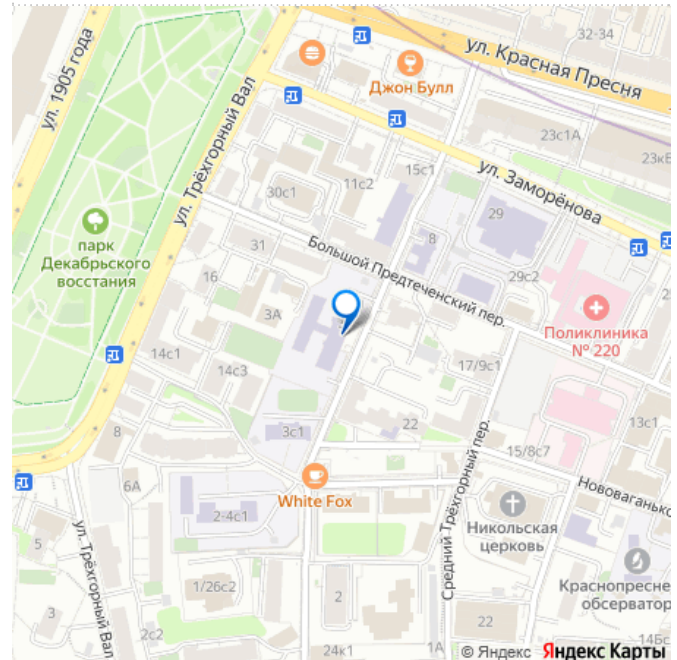 32-34
ул. Красная Пресня
ул. 1905 года
Джон Булл
ул. Трёхгорный Вал
23с1А
23кЕ
ул. Заморёнова
15с1
11с2
30с1
29
8
31
Большой Предтеченский пер.
29с2
парк
Декабрьского
восстания
16
3А
Поликлиника
№ 220
14с1
14с3
17/9с1
13с1
3с1
22
8
15/8с7
6А
White Fox
Нововаганько
2-4с1
Средний Трёхгорный пер.
Никольская
церковь
5
ул. Трёхгорный Вал
1/26с2
2
Краснопресне
обсерватор
3
22
2с2
24к1
1А
14Бс
© Яндекс Яндекс Карты